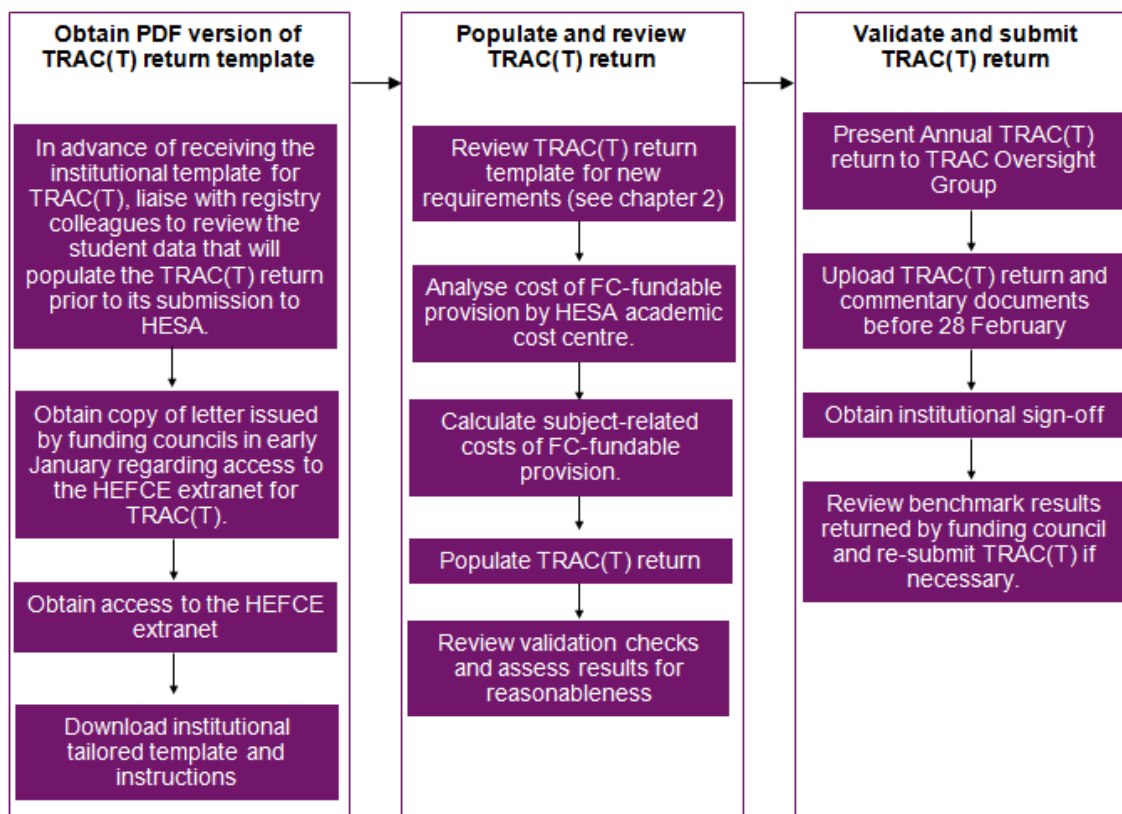 Obtain PDF version of
TRAC(T) return template
In advance of receiving the
institutional template for
TRAC(T), liaise with registry
colleagues to review the
student data that will
populate the TRAC(T) return
prior to its submission to
HESA.
Obtain copy of letter issued
by funding councils in early
January regarding access to
the HEFCE extranet for
TRAC(T).
Obtain access to the HEFCE
extranet
Download institutional
tailored template and
instructions
Populate and review
TRAC(T) return
Review TRAC(T) return
template for new
requirements (see chapter 2)
Analyse cost of FC-fundable
provision by HESA academic
cost centre.
Calculate subject-related
costs of FC-fundable
provision.
Populate TRAC(T) return
Review validation checks
and assess results for
reasonableness
Validate and submit
TRAC(T) return
Present Annual TRAC(T)
return to TRAC Oversight
Group
Upload TRAC(T) return and
commentary documents
before 28 February
Obtain institutional sign-off
Review benchmark results
returned by funding council
and re-submit TRAC(T) if
necessary.